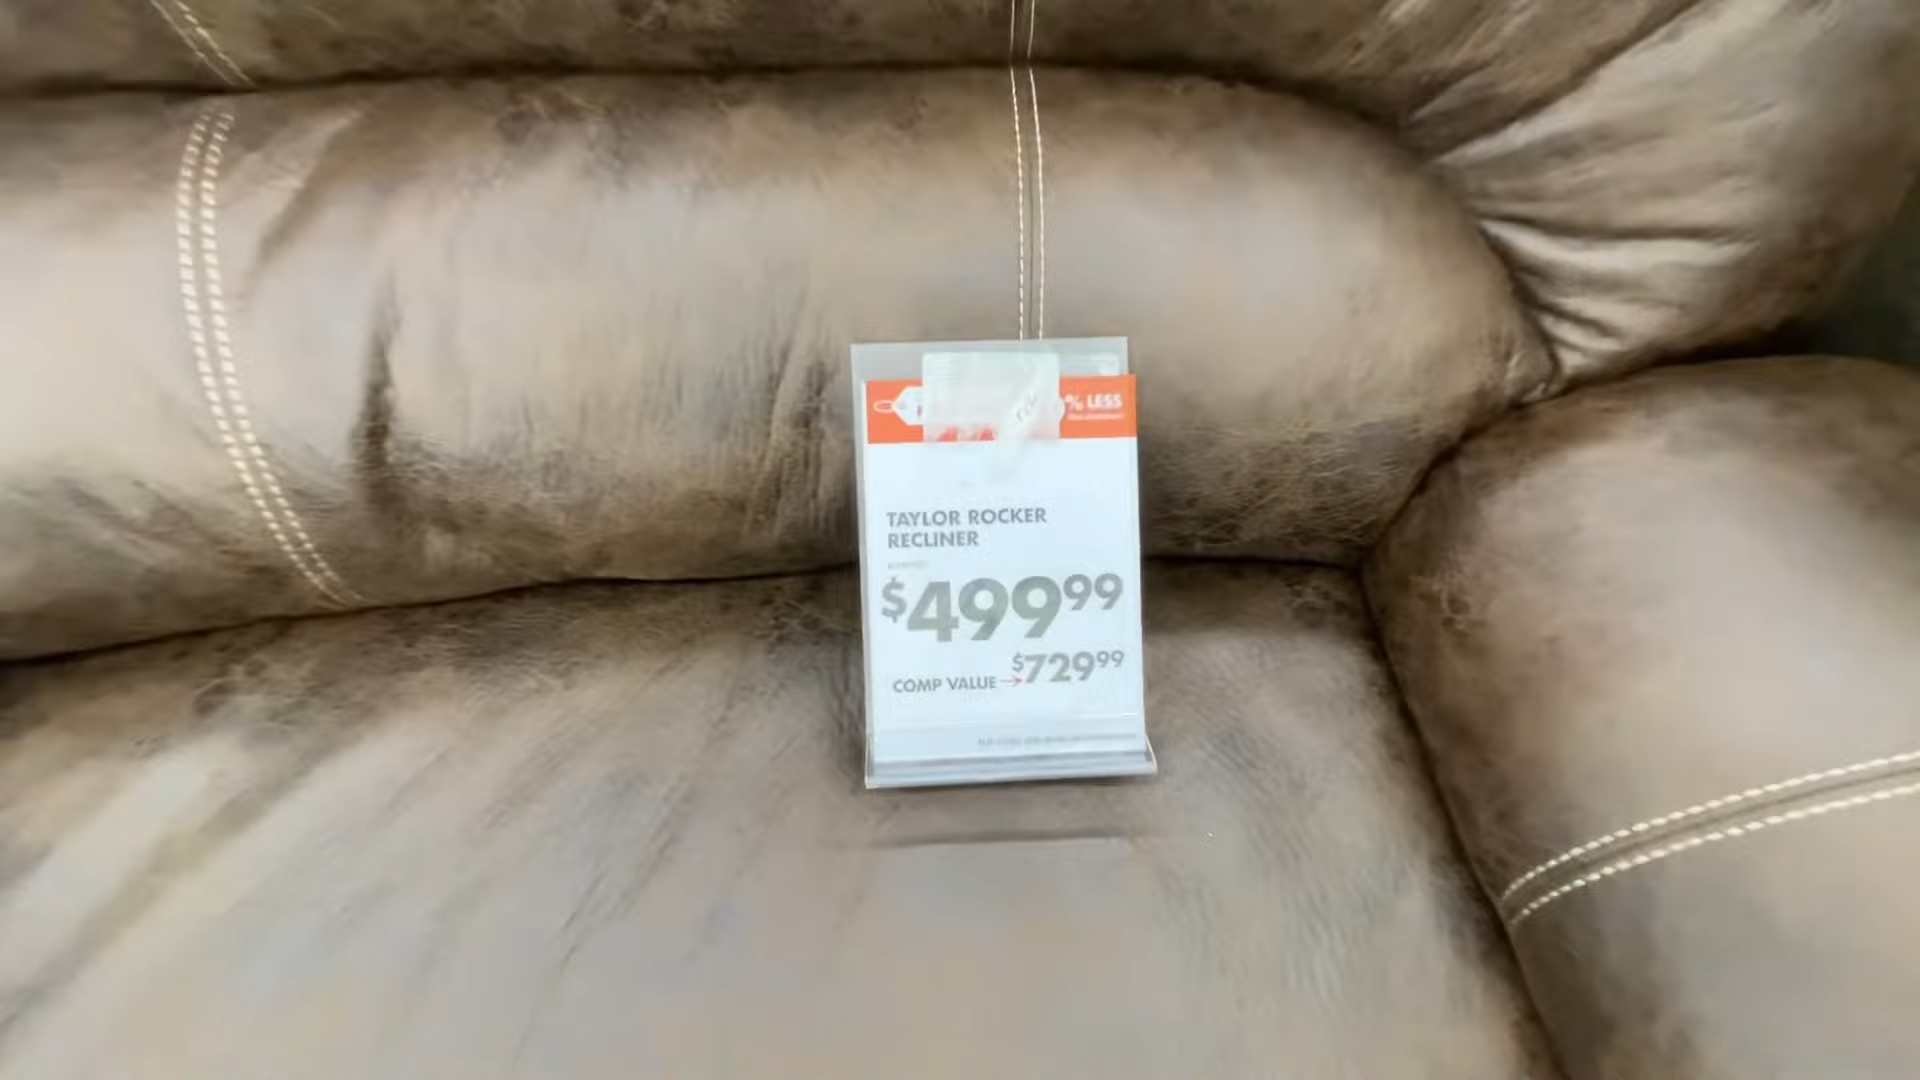 % LESS
TAYLOR ROCKER
RECLINER
$499.99
$729.99
COMP VALUE →